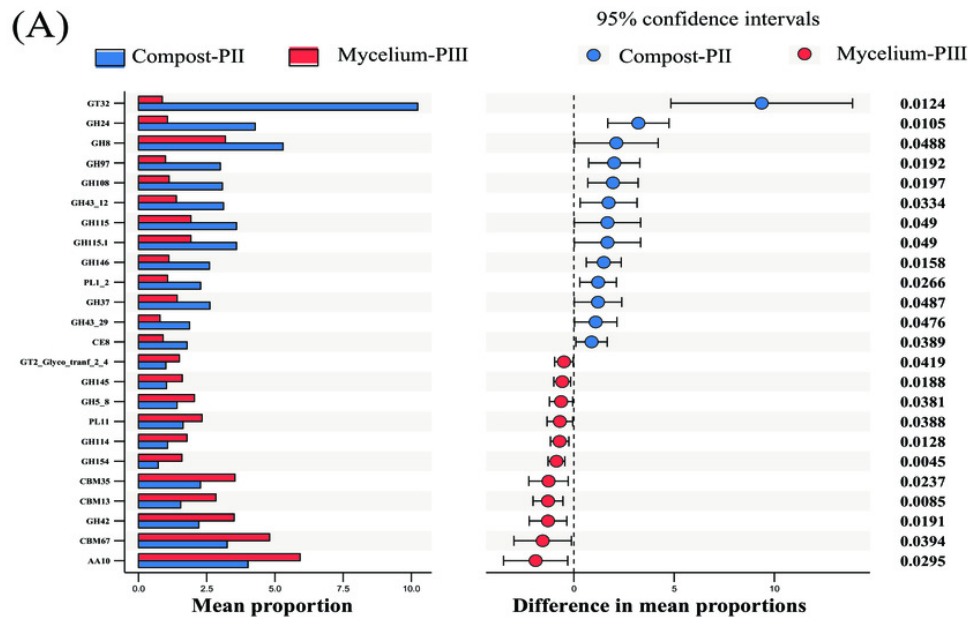 (A)
95% confidence intervals
Compost-PII Mycelium-PIII Compost-PII Mycelium-PIII
GT32 0.0124
GH24 0.0105
GH8 0.0488
GH97 0.0192
GH108 0.0197
GH43_12 0.0334
GH115 0.049
GH115.1 0.049
GH146 0.0158
PL1_2 0.0266
GH37 0.0487
GH43_29 0.0476
CE8 0.0389
GT2_Glyco_tranf_2_4 0.0419
GH145 0.0188
GH5_8 0.0381
PL11 0.0388
GH114 0.0128
GH154 0.0045
CBM35 0.0237
CBM13 0.0085
GH42 0.0191
CBM67 0.0394
AA10 0.0295
0.0 2.5 5.0 7.5 10.0 0 5 10
Mean proportion Difference in mean proportions